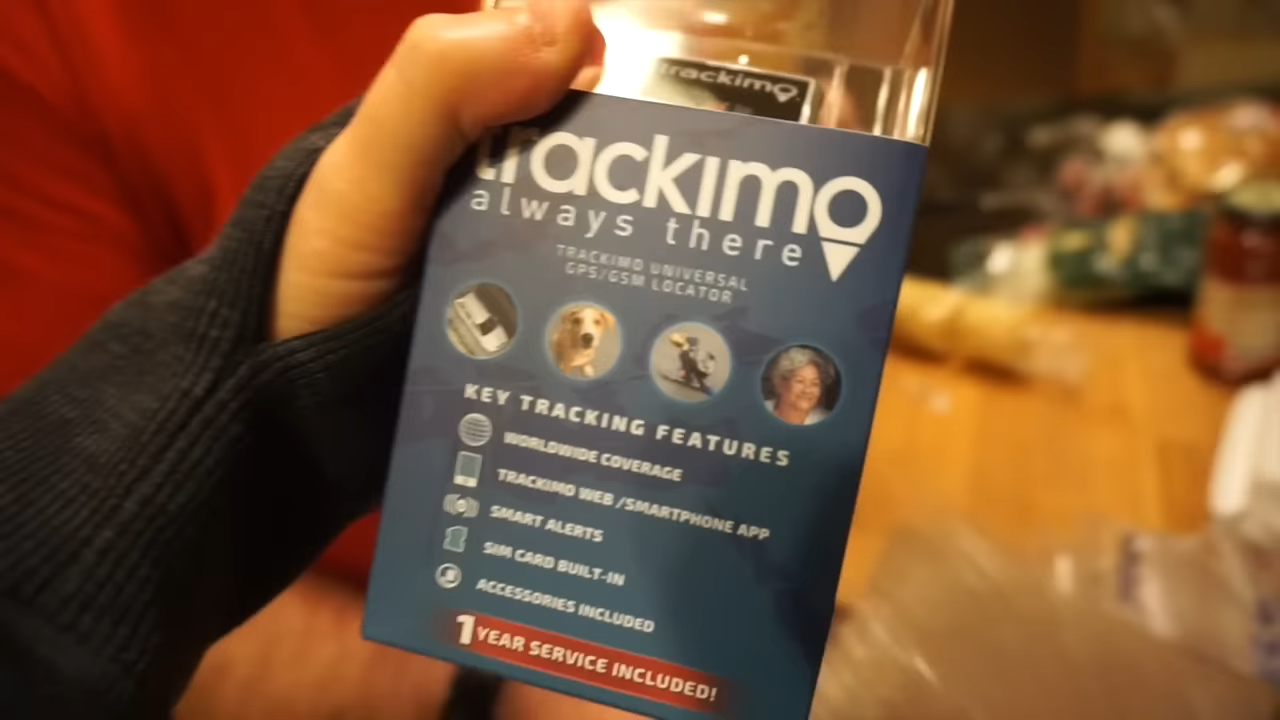 trackimo
trackimo
always there
TRACKIMO UNIVERSAL
GPS/GSM LOCATOR
KEY TRACKING FEATURES
WORLDWIDE COVERAGE
TRACKIMO WEB /SMARTPHONE APP
SMART ALERTS
SIM CARD BUILT-IN
ACCESSORIES INCLUDED
1 YEAR SERVICE INCLUDED!